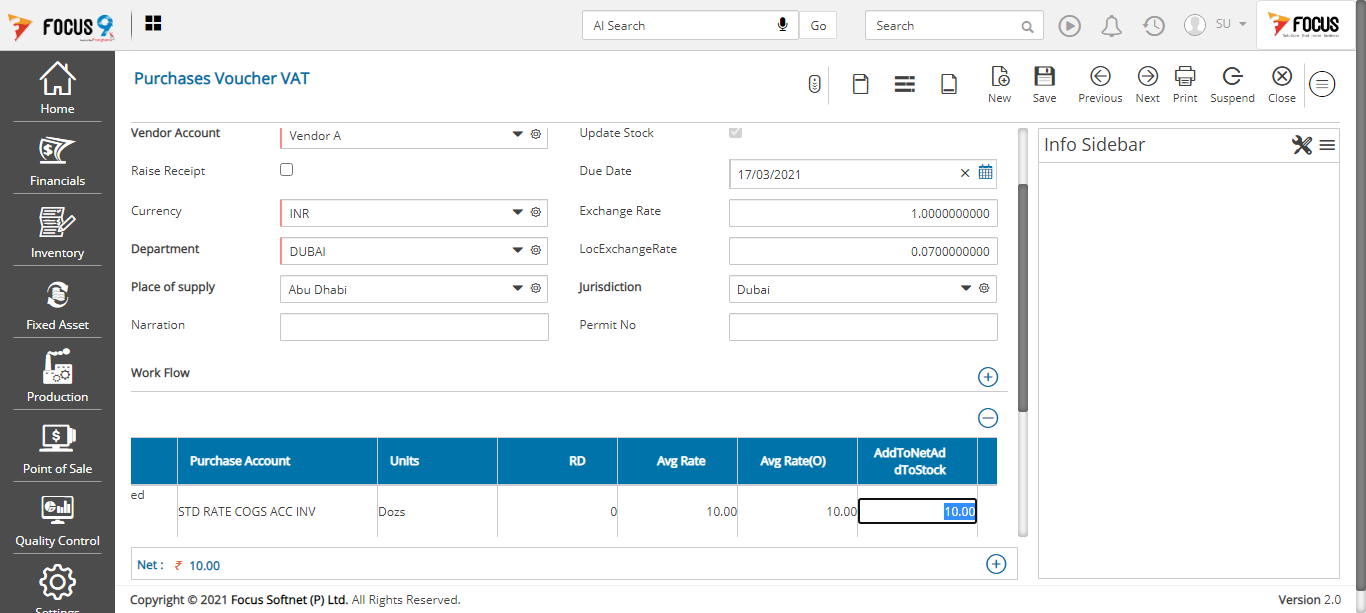 FOCUS 9
AI Search
Go
Search
SU
FOCUS
Home
Financials
Inventory
Fixed Asset
Production
Point of Sale
Quality Control
Settings
Purchases Voucher VAT
New
Save
Previous
Next
Print
Suspend
Close
Vendor Account
Vendor A
Update Stock
Raise Receipt
Due Date
17/03/2021
Currency
INR
Exchange Rate
1.0000000000
Department
DUBAI
LocExchangeRate
0.0700000000
Place of supply
Abu Dhabi
Jurisdiction
Dubai
Narration
Permit No
Work Flow
Purchase Account
Units
RD
Avg Rate
Avg Rate(O)
AddToNetAd
dToStock
ed
STD RATE COGS ACC INV
Dozs
0
10.00
10.00
10.00
Net : ₹ 10.00
Info Sidebar
Copyright © 2021 Focus Softnet (P) Ltd. All Rights Reserved.
Version 2.0